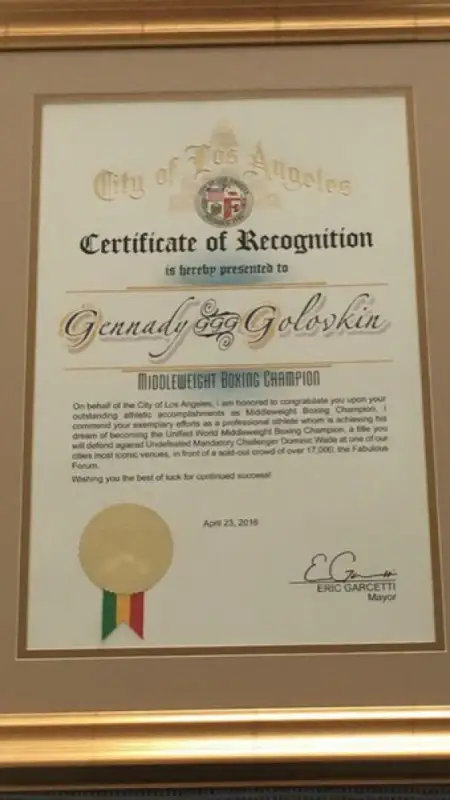 City of Los Angeles
Certificate of Recognition
is hereby presented to
Gennady GGG Golovkin
MIDDLEWEIGHT BOXING CHAMPION
On behalf of the City of Los Angeles, I am honored to congratulate you upon your
outstanding athletic accomplishments as Middleweight Boxing Champion. I
commend your exemplary efforts as a professional athlete whom is achieving his
dream of becoming the Unified World Middleweight Boxing Champion, a title you
will defend against Undefeated Mandatory Challenger Dominic Wade at one of our
cities most iconic venues, in front of a sold-out crowd of over 17,000, the Fabulous
Forum.
Wishing you the best of luck for continued success!
April 23, 2016
ERIC GARCETTI
Mayor